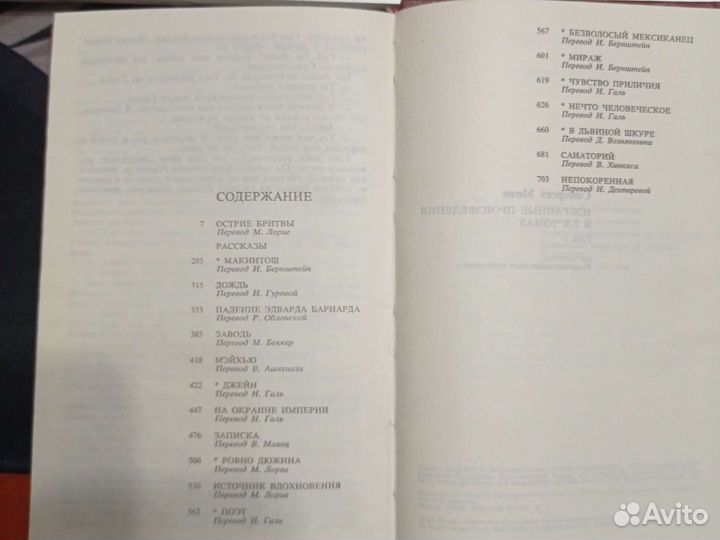 СОДЕРЖАНИЕ
7 ОСТРИЕ БРИТВЫ
Перевод М. Лорие
РАССКАЗЫ
285 * МАКИНТОШ
Перевод И. Бернштейн
315 ДОЖДЬ
Перевод И. Гуровой
353 ПАДЕНИЕ ЭДВАРДА БАРНАРДА
Перевод Р. Облонской
385 ЗАВОДЬ
Перевод М. Беккер
418 МЭЙХЬЮ
Перевод В. Ашкенази
422 * ДЖЕЙН
Перевод Н. Галь
447 НА ОКРАИНЕ ИМПЕРИИ
Перевод Н. Галь
476 ЗАПИСКА
Перевод В. Маянц
506 * РОВНО ДЮЖИНА
Перевод М. Лорие
530 ИСТОЧНИК ВДОХНОВЕНИЯ
Перевод М. Лорие
562 * ПОЭТ
Перевод Н. Галь
567 * БЕЗВОЛОСЫЙ МЕКСИКАНЕЦ
Перевод И. Бернштейн
601 * МИРАЖ
Перевод И. Бернштейн
619 * ЧУВСТВО ПРИЛИЧИЯ
Перевод Н. Галь
626 * НЕЧТО ЧЕЛОВЕЧЕСКОЕ
Перевод Н. Галь
660 * В ЛЬВИНОЙ ШКУРЕ
Перевод Д. Вознякевича
681 САНАТОРИЙ
Перевод В. Хинкиса
703 НЕПОКОРЕННАЯ
Перевод Н. Дехтеревой
Avito